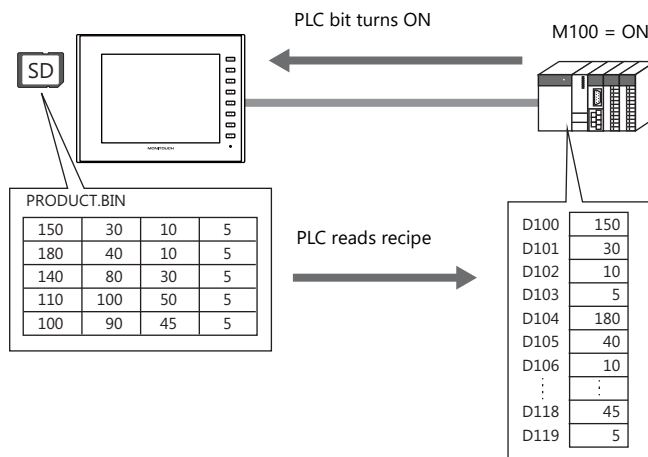 PLC bit turns ON
M100 = ON
SD
MONITOUCH
PRODUCT.BIN
150 30 10 5
180 40 10 5
140 80 30 5
110 100 50 5
100 90 45 5
PLC reads recipe
D100 150
D101 30
D102 10
D103 5
D104 180
D105 40
D106 10
D118 45
D119 5